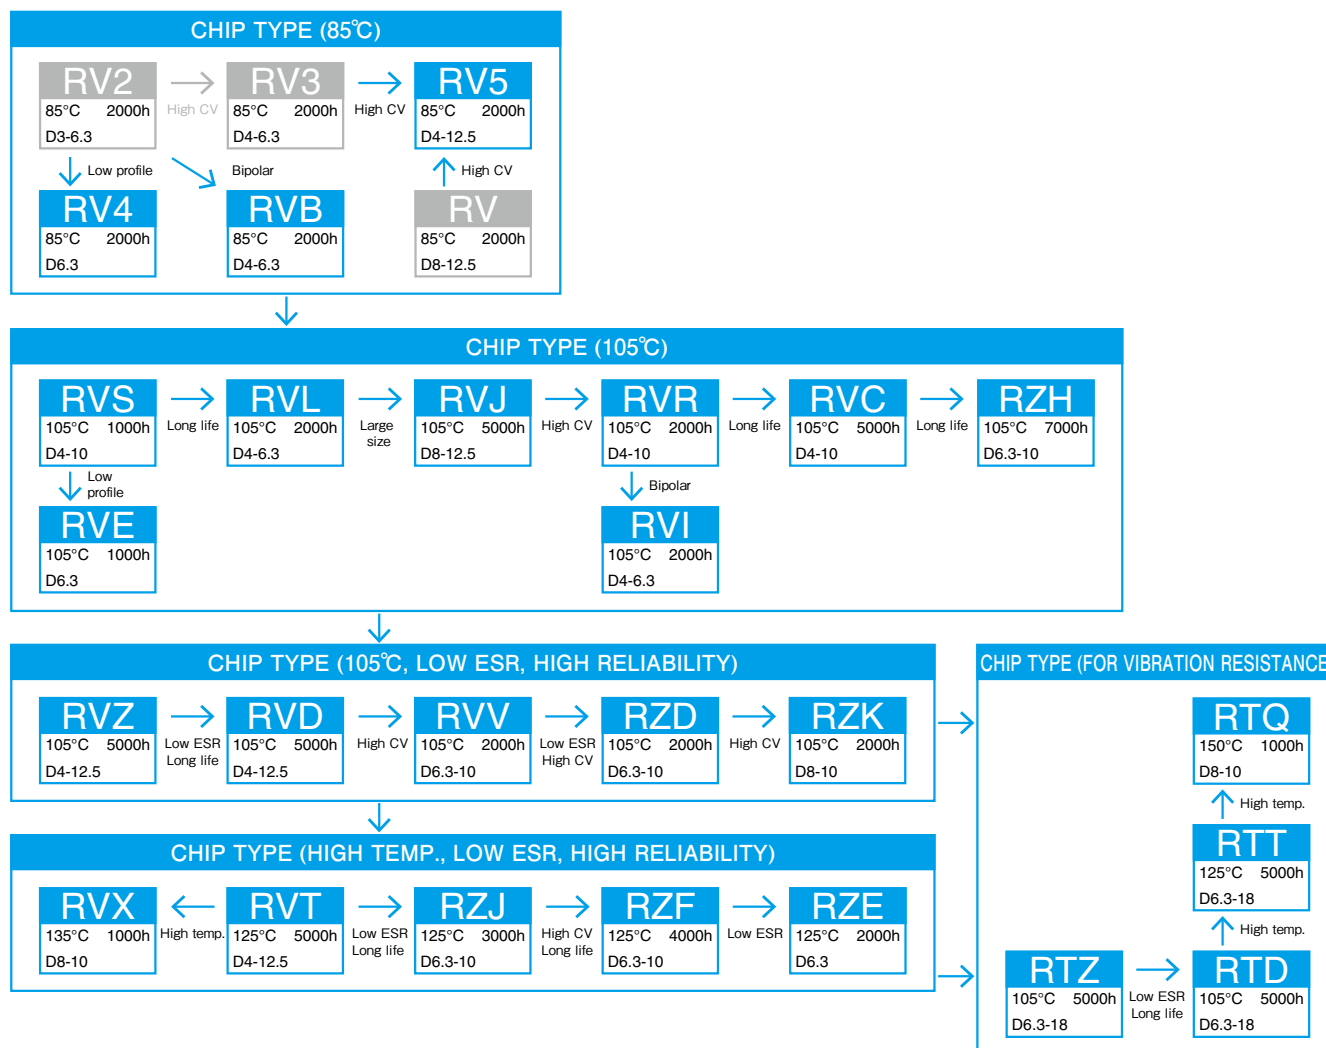 CHIP TYPE (85℃)
RV2
85°C 2000h
D3-6.3
High CV
RV3
85°C 2000h
D4-6.3
High CV
RV5
85°C 2000h
D4-12.5
Low profile
Bipolar
High CV
RV4
85°C 2000h
D6.3
RVB
85°C 2000h
D4-6.3
RV
85°C 2000h
D8-12.5
CHIP TYPE (105℃)
RVS
105°C 1000h
D4-10
Long life
RVL
105°C 2000h
D4-6.3
Large
size
RVJ
105°C 5000h
D8-12.5
High CV
RVR
105°C 2000h
D4-10
Long life
RVC
105°C 5000h
D4-10
Long life
RZH
105°C 7000h
D6.3-10
Low
profile
Bipolar
RVE
105°C 1000h
D6.3
RVI
105°C 2000h
D4-6.3
CHIP TYPE (105℃, LOW ESR, HIGH RELIABILITY)
RVZ
105°C 5000h
D4-12.5
Low ESR
Long life
RVD
105°C 5000h
D4-12.5
High CV
RVV
105°C 2000h
D6.3-10
Low ESR
High CV
RZD
105°C 2000h
D6.3-10
High CV
RZK
105°C 2000h
D8-10
CHIP TYPE (HIGH TEMP., LOW ESR, HIGH RELIABILITY)
RVX
135°C 1000h
D8-10
High temp.
RVT
125°C 5000h
D4-12.5
Low ESR
Long life
RZJ
125°C 3000h
D6.3-10
High CV
Long life
RZF
125°C 4000h
D6.3-10
Low ESR
RZE
125°C 2000h
D6.3
CHIP TYPE (FOR VIBRATION RESISTANCE
RTQ
150°C 1000h
D8-10
High temp.
RTT
125°C 5000h
D6.3-18
High temp.
RTZ
105°C 5000h
D6.3-18
Low ESR
Long life
RTD
105°C 5000h
D6.3-18